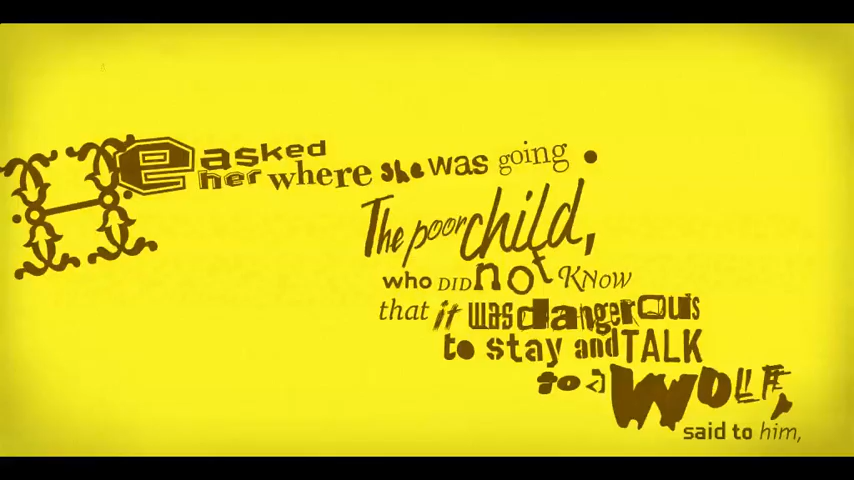 He asked
her where she was going.
The poor child,
who DID not KNow
that it was dangerous
to stay and TALK
to a WOLF,
said to him,